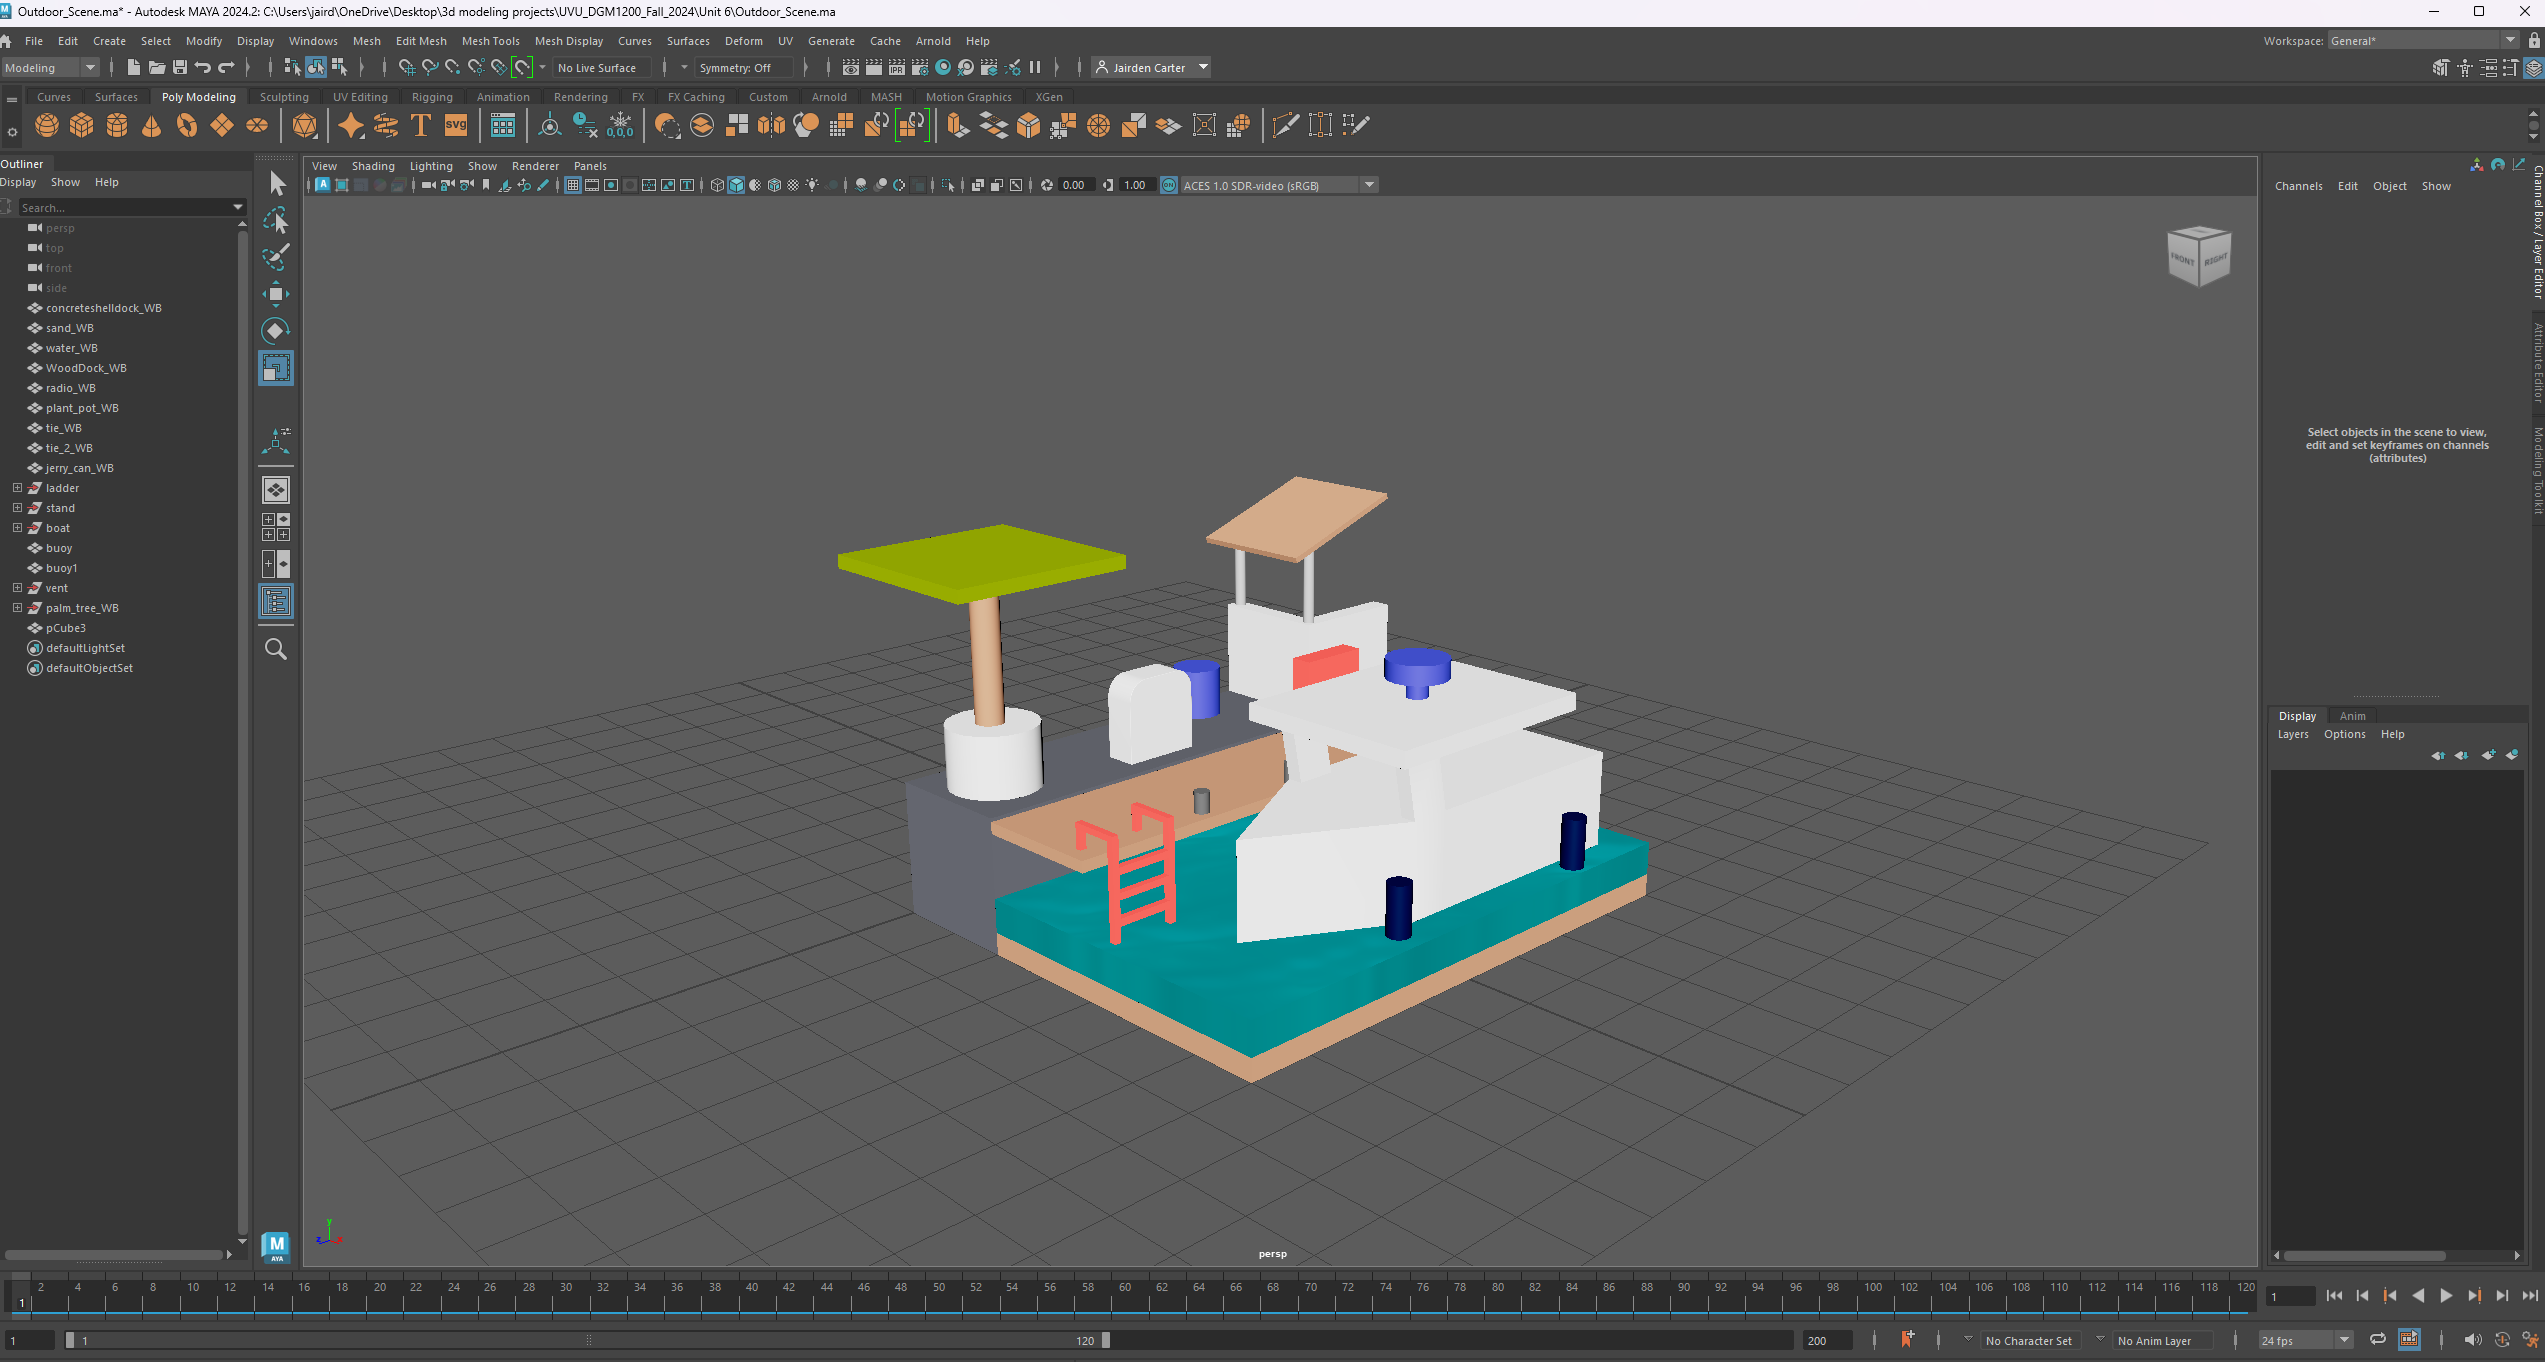 Outdoor_Scene.ma* - Autodesk MAYA 2024.2: C:\Users\jaird\OneDrive\Desktop\3d modeling projects\UVU_DGM1200_Fall_2024\Unit 6\Outdoor_Scene.ma
File Edit Create Select Modify Display Windows Mesh Edit Mesh Mesh Tools Mesh Display Curves Surfaces Deform UV Generate Cache Arnold Help
Workspace: General*
Modeling No Live Surface Symmetry: Off IPR Jairden Carter
Curves Surfaces Poly Modeling Sculpting UV Editing Rigging Animation Rendering FX FX Caching Custom Arnold MASH Motion Graphics XGen
T svg 0,0,0
Outliner
Display Show Help
Search...
persp
top
front
side
concreteshelldock_WB
sand_WB
water_WB
WoodDock_WB
radio_WB
plant_pot_WB
tie_WB
tie_2_WB
jerry_can_WB
ladder
stand
boat
buoy
buoy1
vent
palm_tree_WB
pCube3
defaultLightSet
defaultObjectSet
View Shading Lighting Show Renderer Panels
0.00 1.00 ON ACES 1.0 SDR-video (sRGB)
FRONT RIGHT
y
z
persp
M
AYA
Channels Edit Object Show
Select objects in the scene to view,
edit and set keyframes on channels
(attributes)
Channel Box / Layer Editor
Attribute Editor
Modeling Toolkit
Display Anim
Layers Options Help
2 4 6 8 10 12 14 16 18 20 22 24 26 28 30 32 34 36 38 40 42 44 46 48 50 52 54 56 58 60 62 64 66 68 70 72 74 76 78 80 82 84 86 88 90 92 94 96 98 100 102 104 106 108 110 112 114 116 118 120
1
1
1 1 120 200 No Character Set No Anim Layer 24 fps